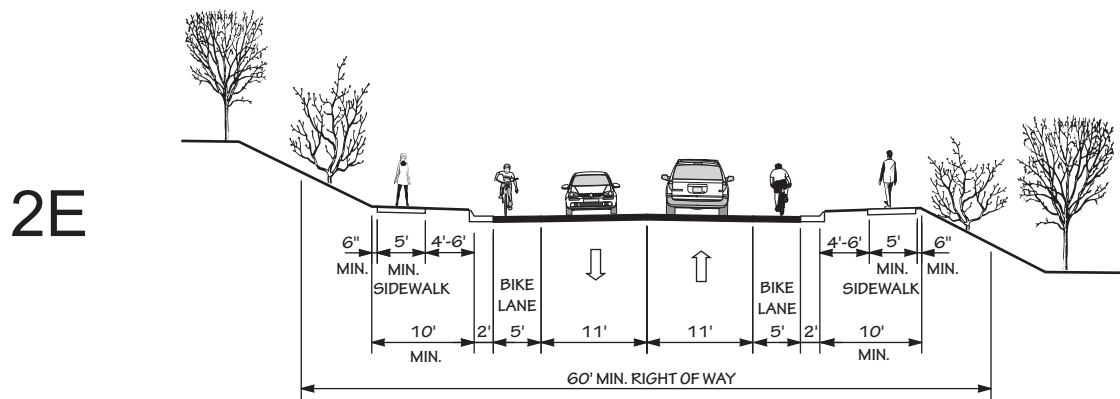 2E
6" 5' 4'-6' 4'-6' 5' 6"
MIN. MIN. MIN. MIN.
SIDEWALK BIKE BIKE SIDEWALK
LANE LANE
10' 2' 5' 11' 11' 5' 2' 10'
MIN. MIN.
60' MIN. RIGHT OF WAY